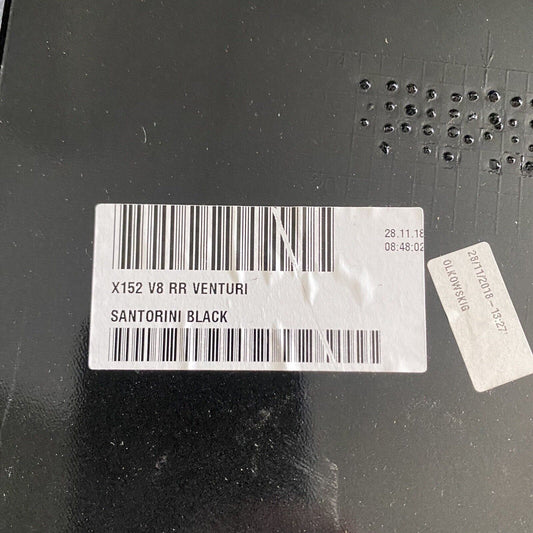 28.11.18
08:48:02
X152 V8 RR VENTURI
SANTORINI BLACK
28/11/2018-13:27
OLKOWSKIG